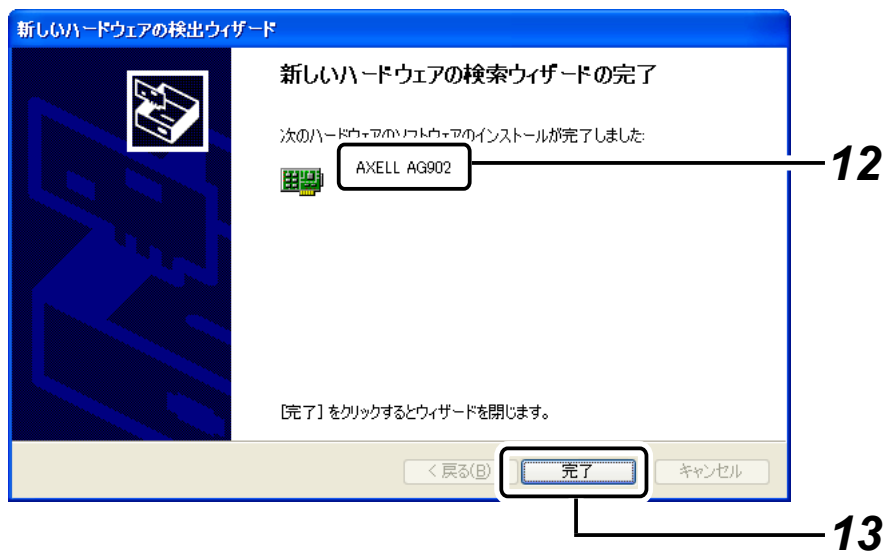 新しいハードウェアの検出ウィザード
新しいハードウェアの検索ウィザードの完了
次のハードウェアのソフトウェアのインストールが完了しました:
AXELL AG902
12
[完了] をクリックするとウィザードを閉じます。
< 戻る(B)
完了
キャンセル
13